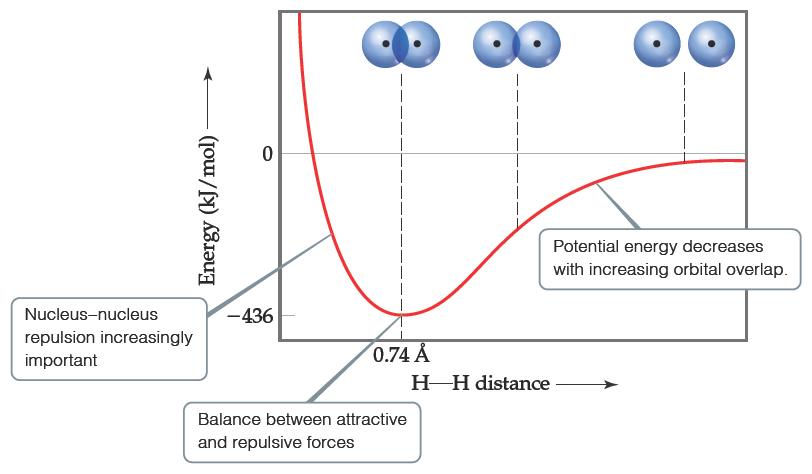 Energy (kJ/mol)
0
−436
0.74 Å
H—H distance
Potential energy decreases
with increasing orbital overlap.
Nucleus–nucleus
repulsion increasingly
important
Balance between attractive
and repulsive forces